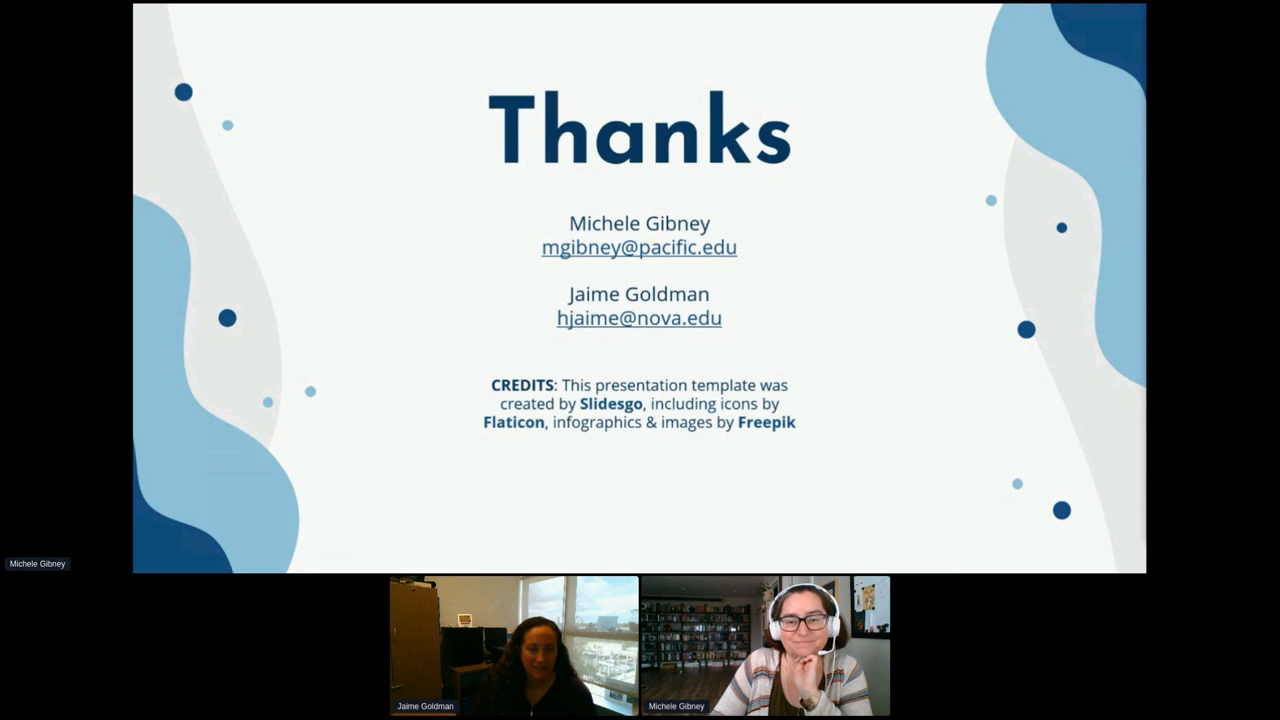 Thanks
Michele Gibney
mgibney@pacific.edu
Jaime Goldman
hjaime@nova.edu
CREDITS: This presentation template was
created by Slidesgo, including icons by
Flaticon, infographics & images by Freepik
Michele Gibney
Jaime Goldman
Michele Gibney